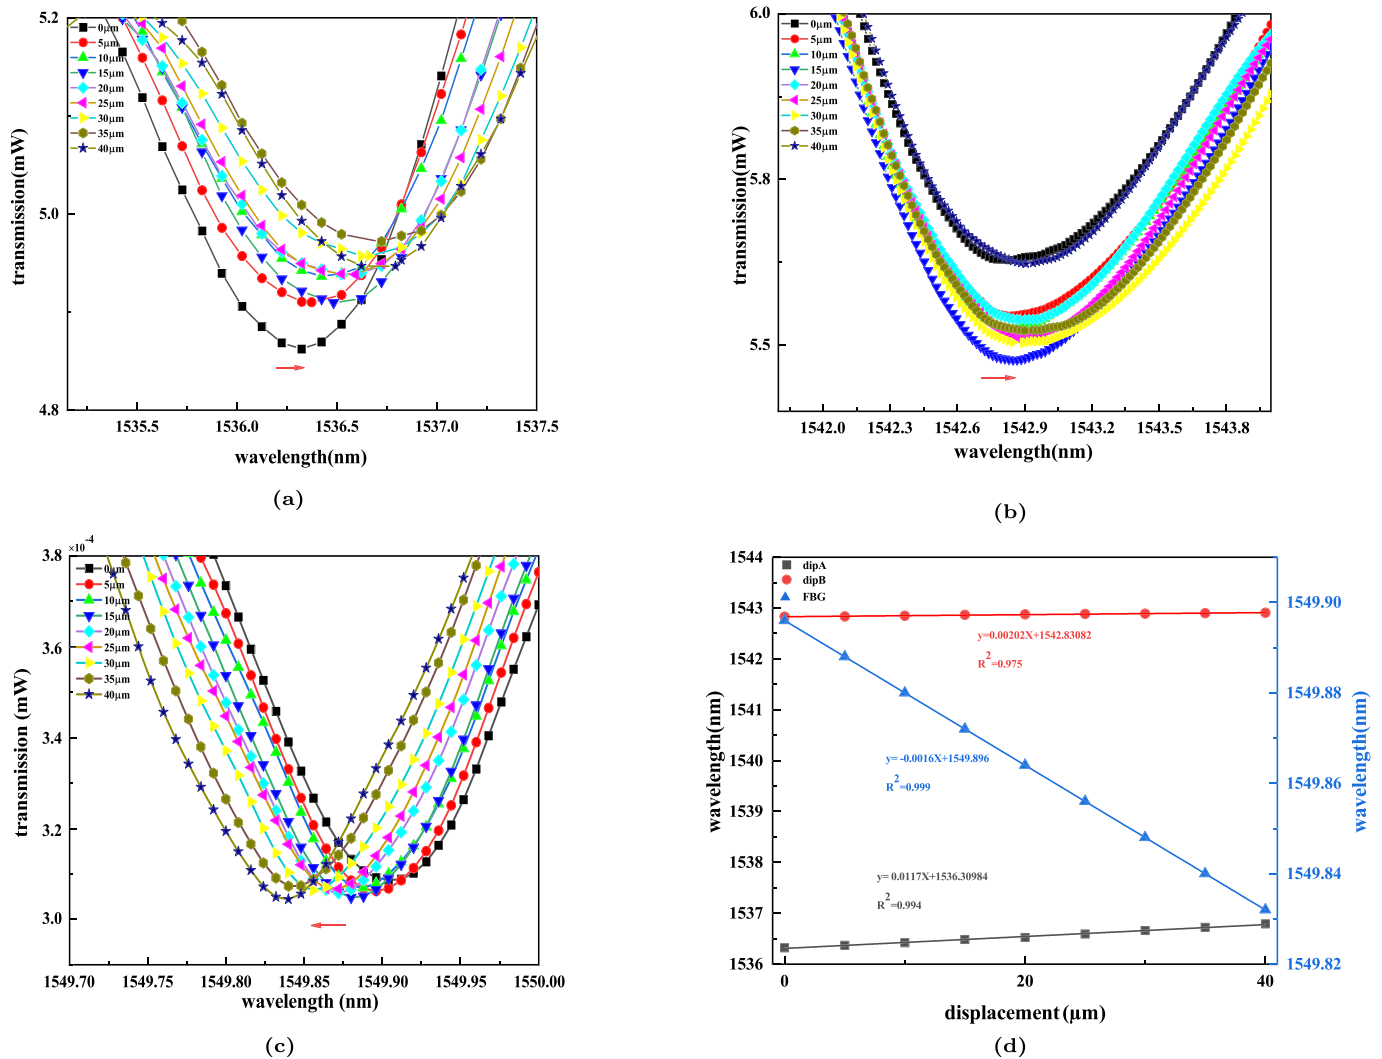 5.2
5.0
4.8
transmission(mW)
0μm
5μm
10μm
15μm
20μm
25μm
30μm
35μm
40μm
1535.5 1536.0 1536.5 1537.0 1537.5
wavelength(nm)
(a)
6.0
5.8
5.5
transmission(mW)
0μm
5μm
10μm
15μm
20μm
25μm
30μm
35μm
40μm
1542.0 1542.3 1542.6 1542.9 1543.2 1543.5 1543.8
wavelength(nm)
(b)
×10-4
3.8
3.6
3.4
3.2
3.0
transmission (mW)
0μm
5μm
10μm
15μm
20μm
25μm
30μm
35μm
40μm
1549.70 1549.75 1549.80 1549.85 1549.90 1549.95 1550.00
wavelength (nm)
(c)
1544
1543
1542
1541
1540
1539
1538
1537
1536
wavelength(nm)
dipA
dipB
FBG
y=0.00202X+1542.83082
R2=0.975
y= -0.0016X+1549.896
R2=0.999
y= 0.0117X+1536.30984
R2=0.994
1549.90
1549.88
1549.86
1549.84
1549.82
wavelength(nm)
0 20 40
displacement (μm)
(d)